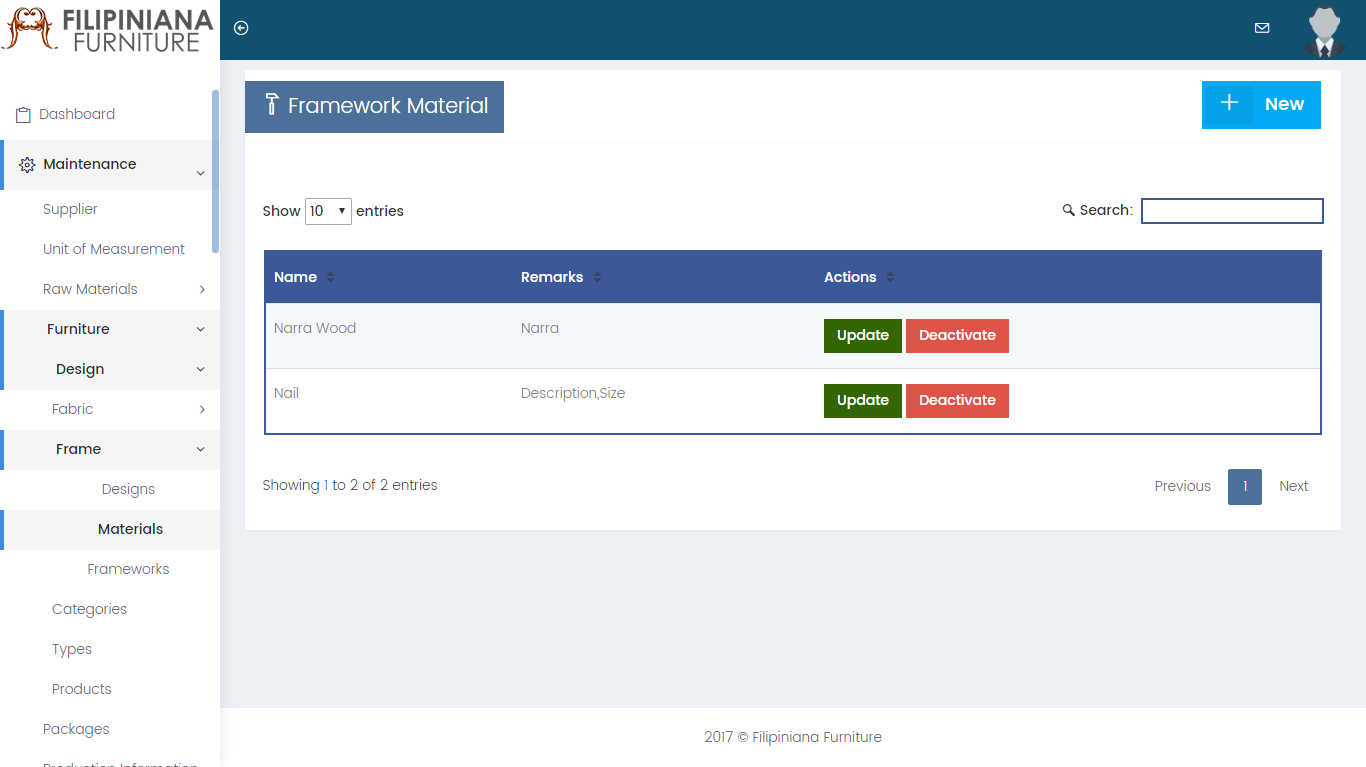 FILIPINIANA
FURNITURE
Dashboard
Maintenance
Supplier
Unit of Measurement
Raw Materials
Furniture
Design
Fabric
Frame
Designs
Materials
Frameworks
Categories
Types
Products
Packages
Production Information
Framework Material
New
Show 10 entries
Search:
Name Remarks Actions
Narra Wood Narra Update Deactivate
Nail Description,Size Update Deactivate
Showing 1 to 2 of 2 entries
Previous 1 Next
2017 © Filipiniana Furniture